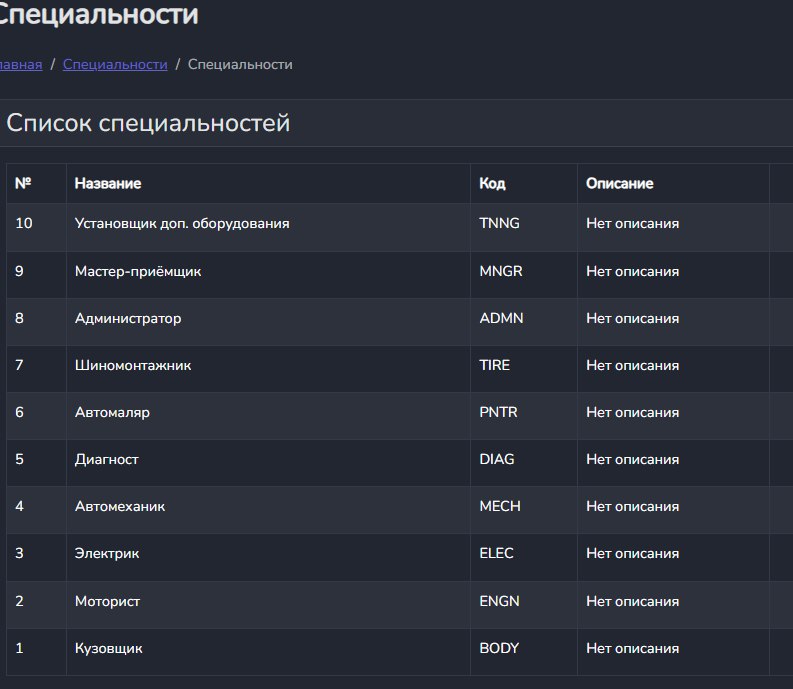 Специальности
лавная / Специальности / Специальности
Список специальностей
№ Название Код Описание
10 Установщик доп. оборудования TNNG Нет описания
9 Мастер-приёмщик MNGR Нет описания
8 Администратор ADMN Нет описания
7 Шиномонтажник TIRE Нет описания
6 Автомаляр PNTR Нет описания
5 Диагност DIAG Нет описания
4 Автомеханик MECH Нет описания
3 Электрик ELEC Нет описания
2 Моторист ENGN Нет описания
1 Кузовщик BODY Нет описания